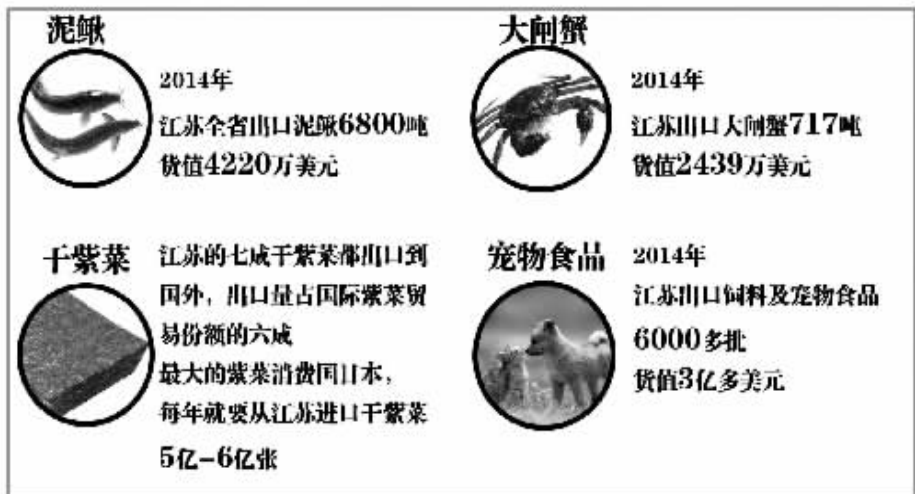 泥鳅
2014年
江苏全省出口泥鳅6800吨
货值4220万美元
大闸蟹
2014年
江苏出口大闸蟹717吨
货值2439万美元
干紫菜
江苏的七成干紫菜都出口到
国外，出口量占国际紫菜贸
易份额的六成
最大的紫菜消费国日本，
每年就要从江苏进口干紫菜
5亿-6亿张
宠物食品
2014年
江苏出口饲料及宠物食品
6000多批
货值3亿多美元